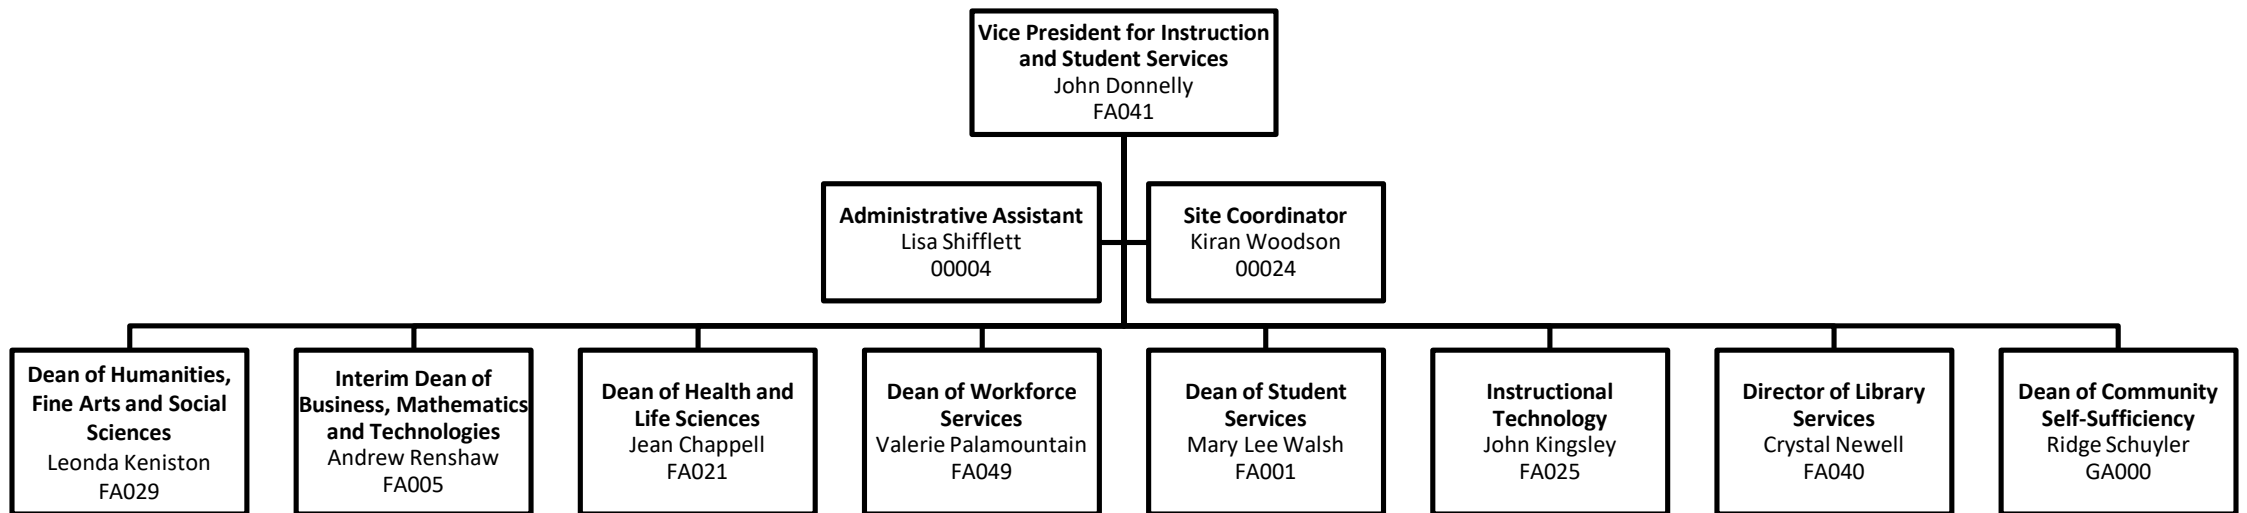 Vice President for Instruction
and Student Services
John Donnelly
FA041
Administrative Assistant
Lisa Shifflett
00004
Site Coordinator
Kiran Woodson
00024
Dean of Humanities,
Fine Arts and Social
Sciences
Leonda Keniston
FA029
Interim Dean of
Business, Mathematics
and Technologies
Andrew Renshaw
FA005
Dean of Health and
Life Sciences
Jean Chappell
FA021
Dean of Workforce
Services
Valerie Palamountain
FA049
Dean of Student
Services
Mary Lee Walsh
FA001
Instructional
Technology
John Kingsley
FA025
Director of Library
Services
Crystal Newell
FA040
Dean of Community
Self-Sufficiency
Ridge Schuyler
GA000